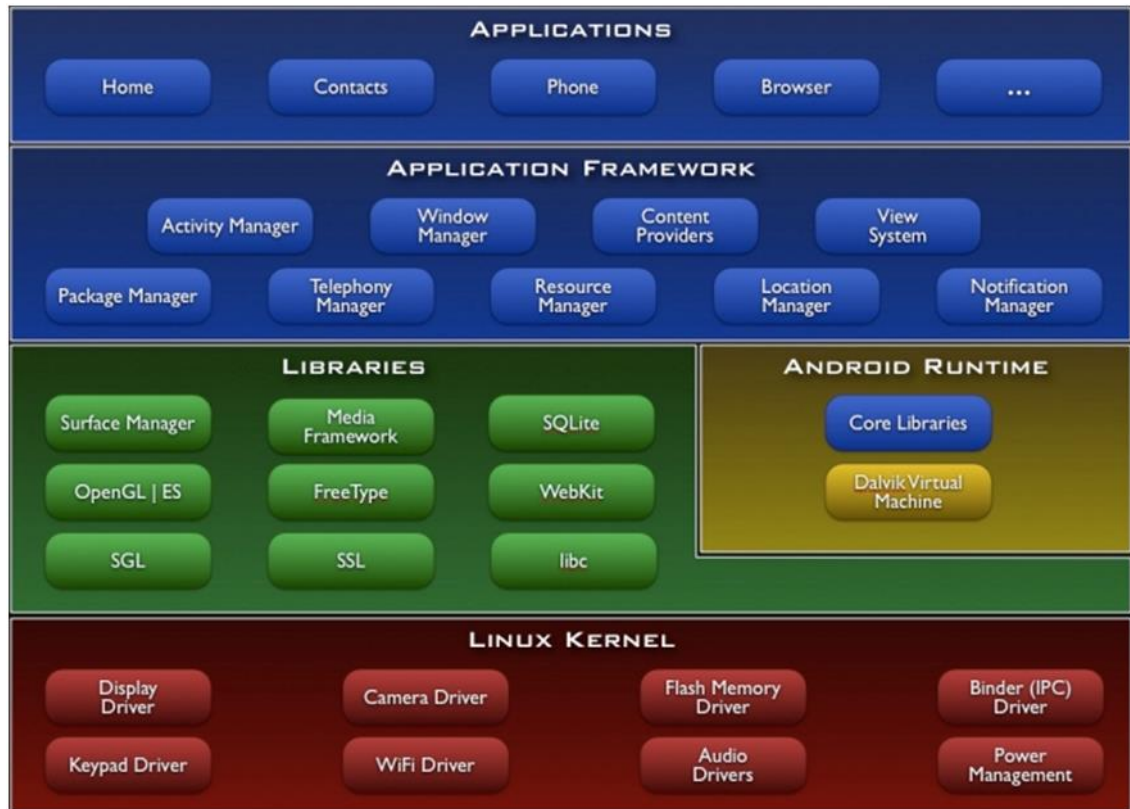 APPLICATIONS
Home
Contacts
Phone
Browser
...
APPLICATION FRAMEWORK
Activity Manager
Window
Manager
Content
Providers
View
System
Package Manager
Telephony
Manager
Resource
Manager
Location
Manager
Notification
Manager
LIBRARIES
Surface Manager
Media
Framework
SQLite
OpenGL | ES
FreeType
WebKit
SGL
SSL
libc
ANDROID RUNTIME
Core Libraries
Dalvik Virtual
Machine
LINUX KERNEL
Display
Driver
Camera Driver
Flash Memory
Driver
Binder (IPC)
Driver
Keypad Driver
WiFi Driver
Audio
Drivers
Power
Management